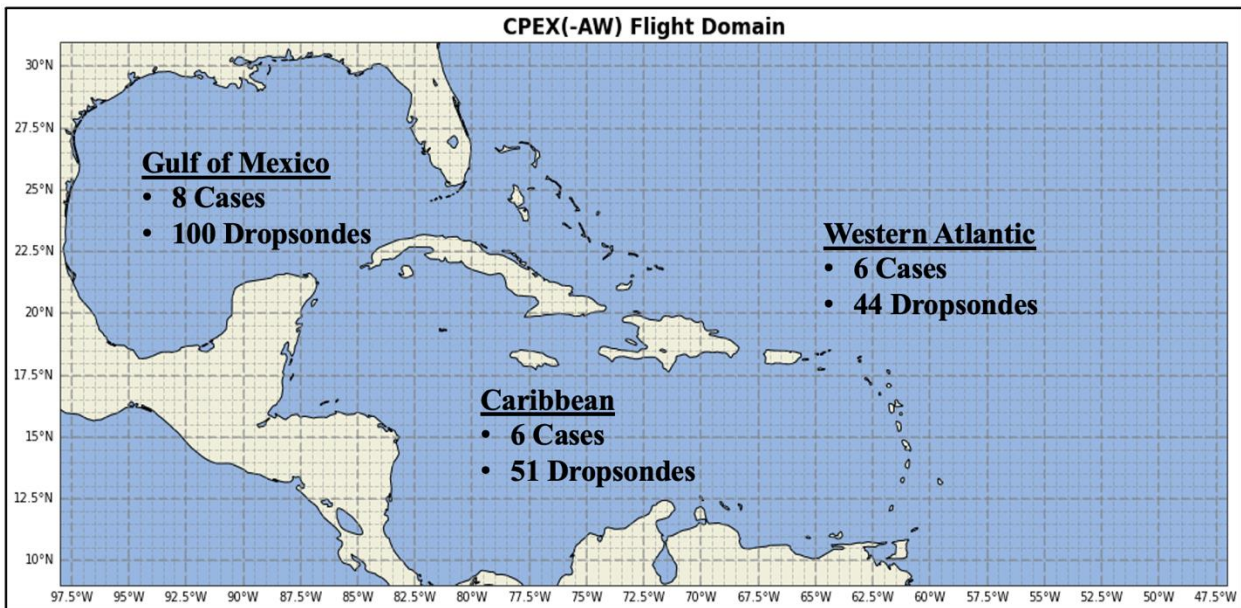 CPEX(-AW) Flight Domain
30°N
27.5°N
25°N
22.5°N
20°N
17.5°N
15°N
12.5°N
10°N
Gulf of Mexico
• 8 Cases
• 100 Dropsondes
Western Atlantic
• 6 Cases
• 44 Dropsondes
Caribbean
• 6 Cases
• 51 Dropsondes
97.5°W 95°W 92.5°W 90°W 87.5°W 85°W 82.5°W 80°W 77.5°W 75°W 72.5°W 70°W 67.5°W 65°W 62.5°W 60°W 57.5°W 55°W 52.5°W 50°W 47.5°W